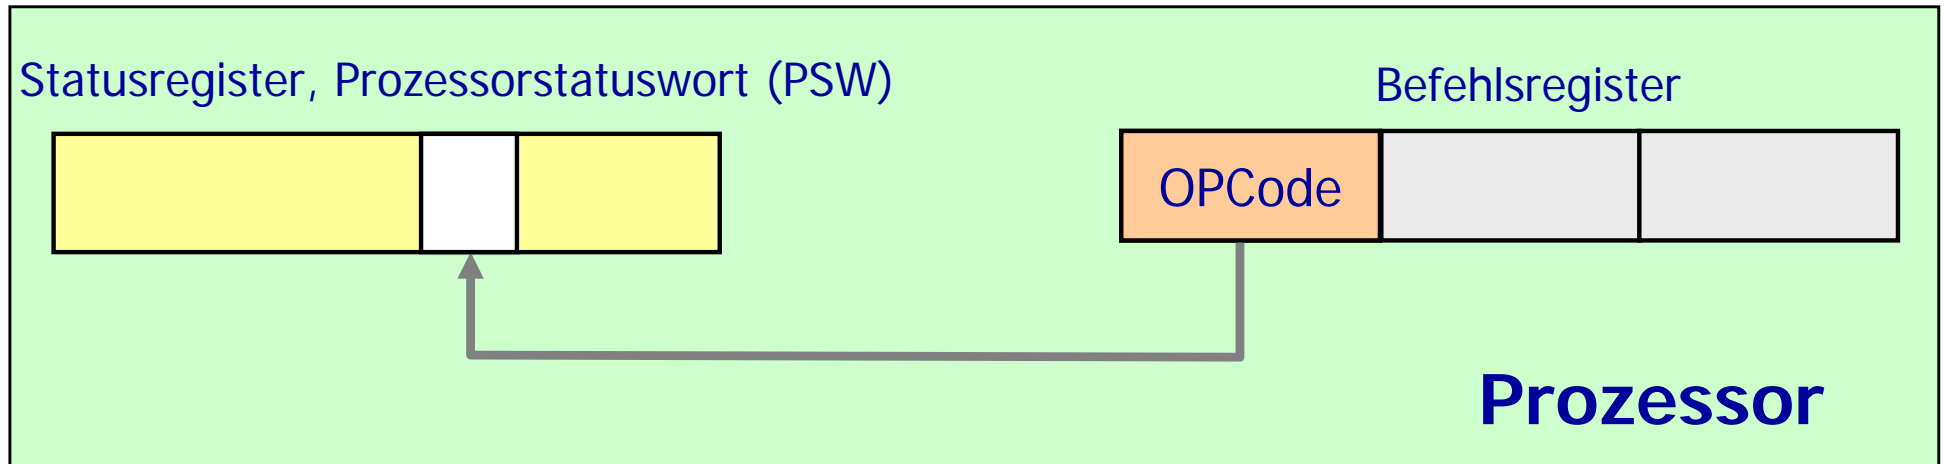 Statusregister, Prozessorstatuswort (PSW)
Befehlsregister
OPCode
Prozessor